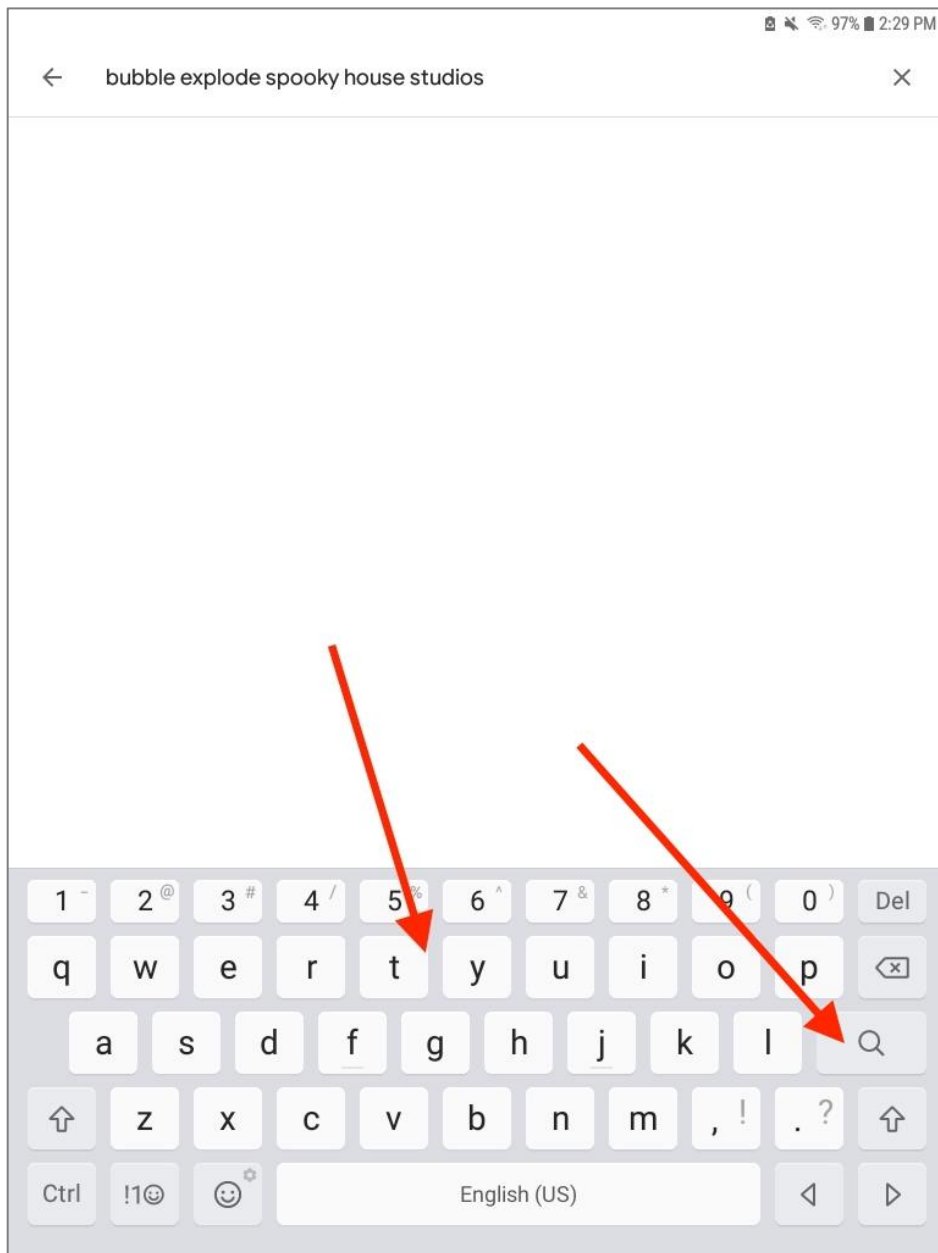 97% 2:29 PM
bubble explode spooky house studios
1 - 2 @ 3 # 4 / 5 % 6 ^ 7 & 8 * 9 ( 0 ) Del
q w e r t y u i o p
a s d f g h j k l
z x c v b n m , ! . ?
Ctrl !1☺ English (US)